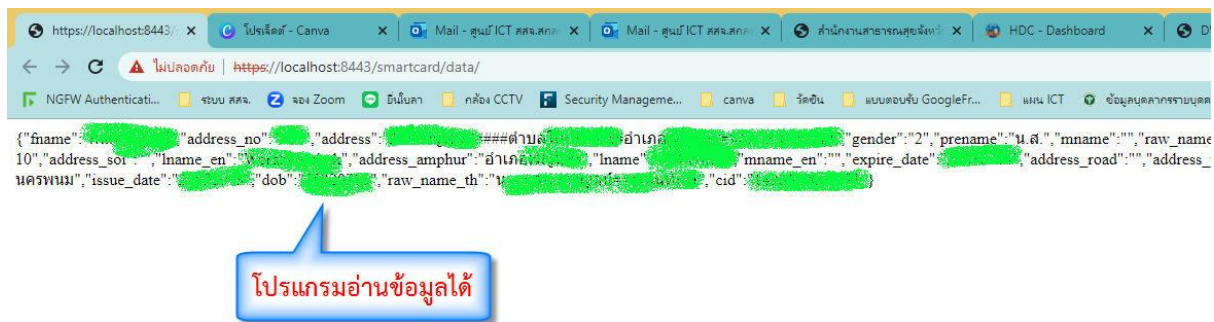 https://localhost:8443/ โปรเจ็คต์ - Canva Mail - ศูนย์ ICT สสจ.สกล Mail - ศูนย์ ICT สสจ.สกล สำนักงานสาธารณสุขจังหวั HDC - Dashboard
ไม่ปลอดภัย | https://localhost:8443/smartcard/data/
NGFW Authenticati... ระบบ สสจ. จอง Zoom ยืนใบลา กล้อง CCTV Security Manageme... canva วัคซีน แบบตอบรับ GoogleFr... แผน ICT ข้อมูลบุคลากรรายบุคค
{"fname": "address_no": ,"address": ####ตำบล อำเภอ "gender":"2","prename":"น.ส.","mname":"","raw_name
10","address_soi": "lname_en": "address_amphur":"อำเภอ ,"lname": "mname_en":"","expire_date": "address_road":"","address_
นครพนม","issue_date": "dob": ,"raw_name_th":"น ,"cid": }
โปรแกรมอ่านข้อมูลได้